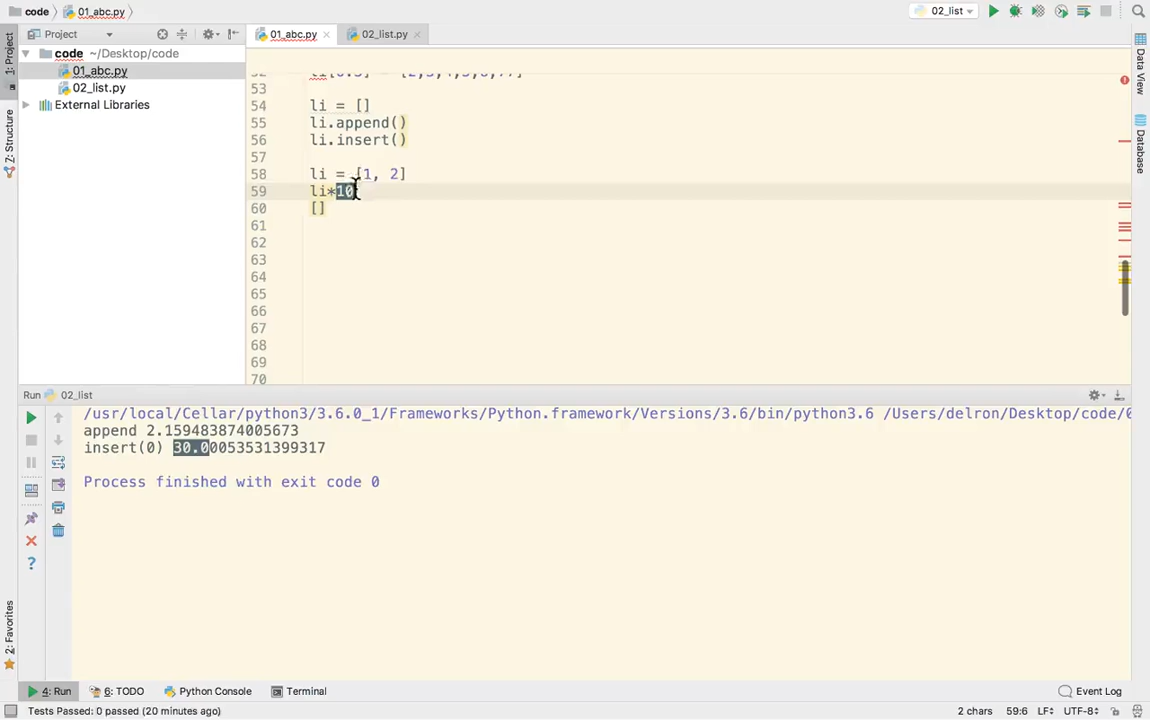 code 01_abc.py 02_list
Project 01_abc.py 02_list.py
code ~/Desktop/code
01_abc.py
02_list.py
External Libraries
1: Project
Z: Structure
2: Favorites
Data View
Database
53
54 li = []
55 li.append()
56 li.insert()
57
58 li = [1, 2]
59 li*10
60 []
61
62
63
64
65
66
67
68
69
70
Run 02_list
/usr/local/Cellar/python3/3.6.0_1/Frameworks/Python.framework/Versions/3.6/bin/python3.6 /Users/delron/Desktop/code/0
append 2.159483874005673
insert(0) 30.00053531399317
Process finished with exit code 0
4: Run 6: TODO Python Console Terminal Event Log
Tests Passed: 0 passed (20 minutes ago) 2 chars 59:6 LF÷ UTF-8÷